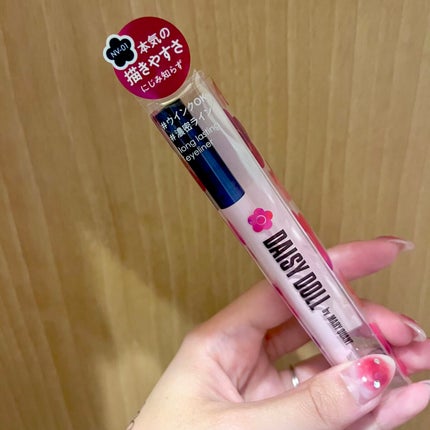 NV-01
本気の
描きやすさ
にじみ知らず
#ウインクOK
#濃密ライン
long lasting
eyeliner
DAISY DOLL
by MARY QUANT